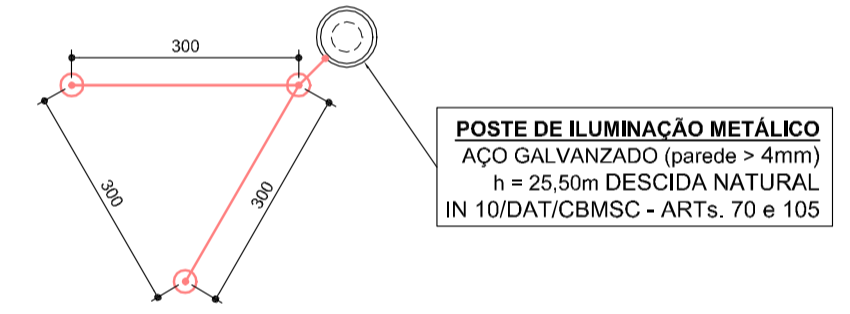 300
300
300
POSTE DE ILUMINAÇÃO METÁLICO
AÇO GALVANZADO (parede > 4mm)
h = 25,50m DESCIDA NATURAL
IN 10/DAT/CBMSC - ARTs. 70 e 105